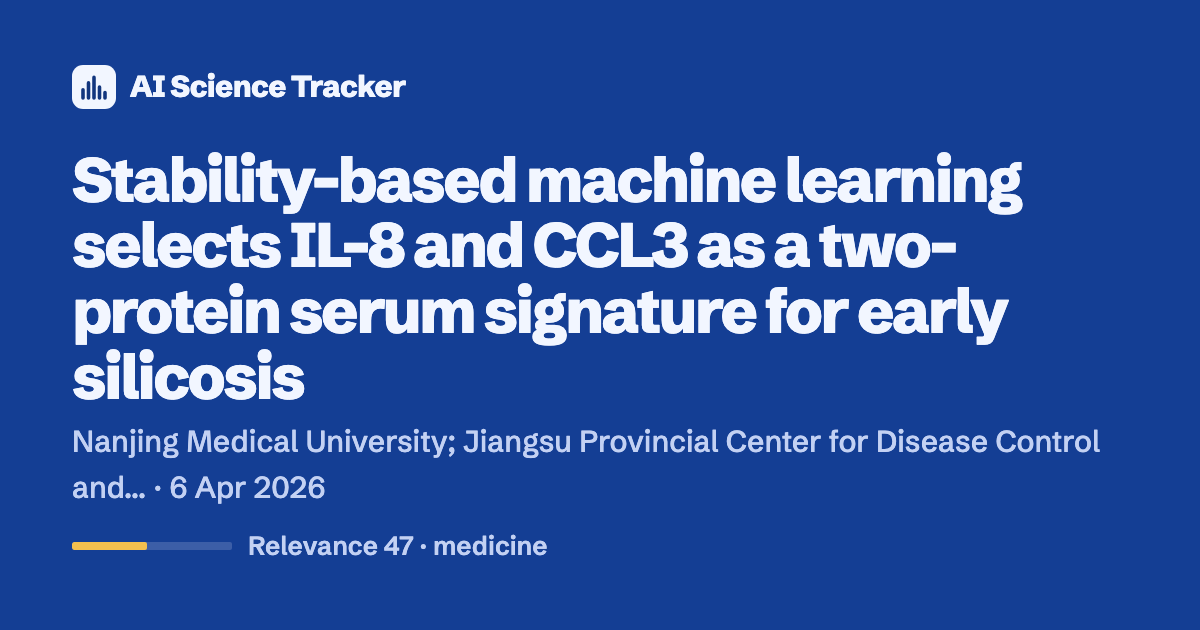 AI Science Tracker
Stability-based machine learning
selects IL-8 and CCL3 as a two-
protein serum signature for early
silicosis
Nanjing Medical University; Jiangsu Provincial Center for Disease Control
and... · 6 Apr 2026
Relevance 47 · medicine